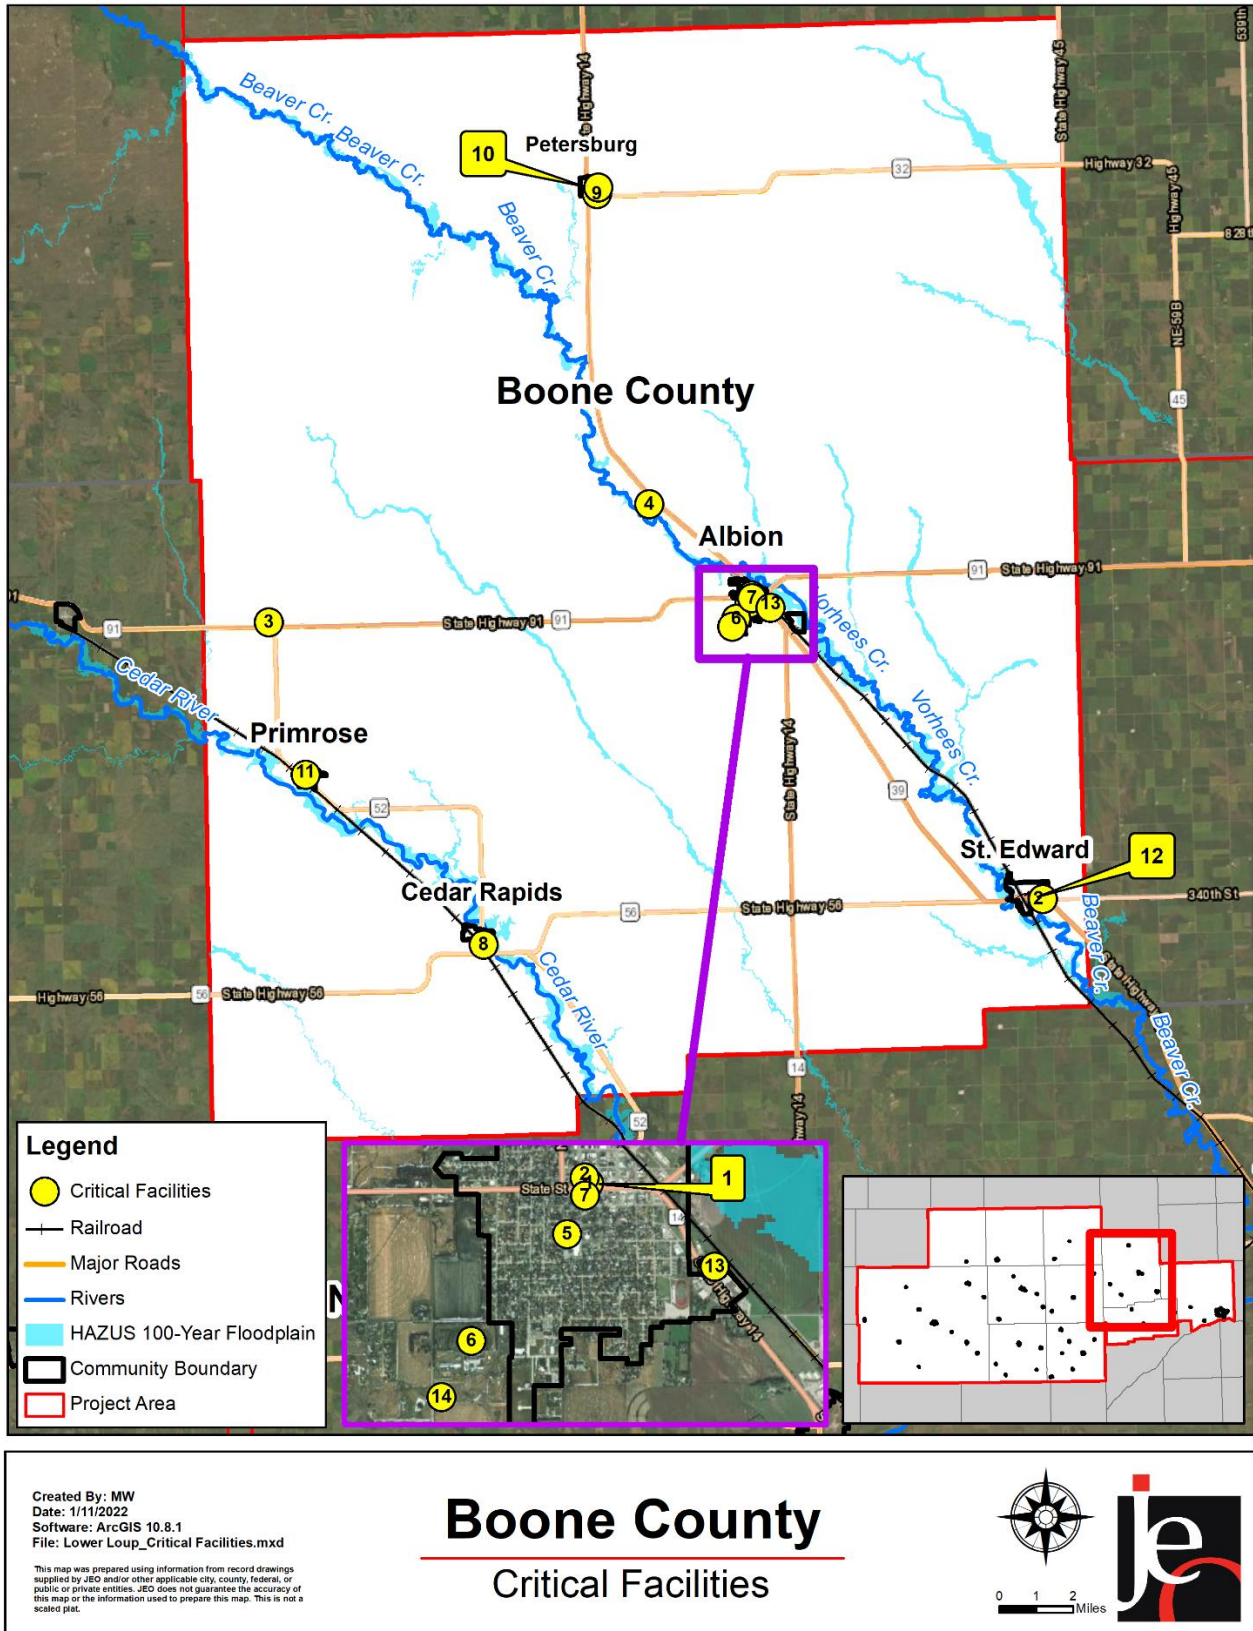 539th
State Highway 14
State Highway 45
Beaver Cr.
Beaver Cr.
Petersburg
10
9
32
Highway 32
Highway 45
828th
Beaver Cr.
NE-59B
45
Boone County
4
Albion
91
State Highway 91
7
13
6
Vorhees Cr.
91
3
State Highway 91
91
Cedar River
Primrose
11
52
Vorhees Cr.
State Highway 14
39
St. Edward
12
2
340th St
Cedar Rapids
8
56
State Highway 56
Beaver Cr.
Highway 56
56
State Highway 56
Cedar River
State Highway
Beaver Cr.
14
52
Legend
Critical Facilities
Railroad
Major Roads
Rivers
HAZUS 100-Year Floodplain
Community Boundary
Project Area
2
1
1
State St
7
14
5
13
Highway 14
6
14
N
Created By: MW
Date: 1/11/2022
Software: ArcGIS 10.8.1
File: Lower Loup_Critical Facilities.mxd
This map was prepared using information from record drawings
supplied by JEO and/or other applicable city, county, federal, or
public or private entities. JEO does not guarantee the accuracy of
this map or the information used to prepare this map. This is not a
scaled plat.
Boone County
Critical Facilities
0 1 2
Miles
jeo